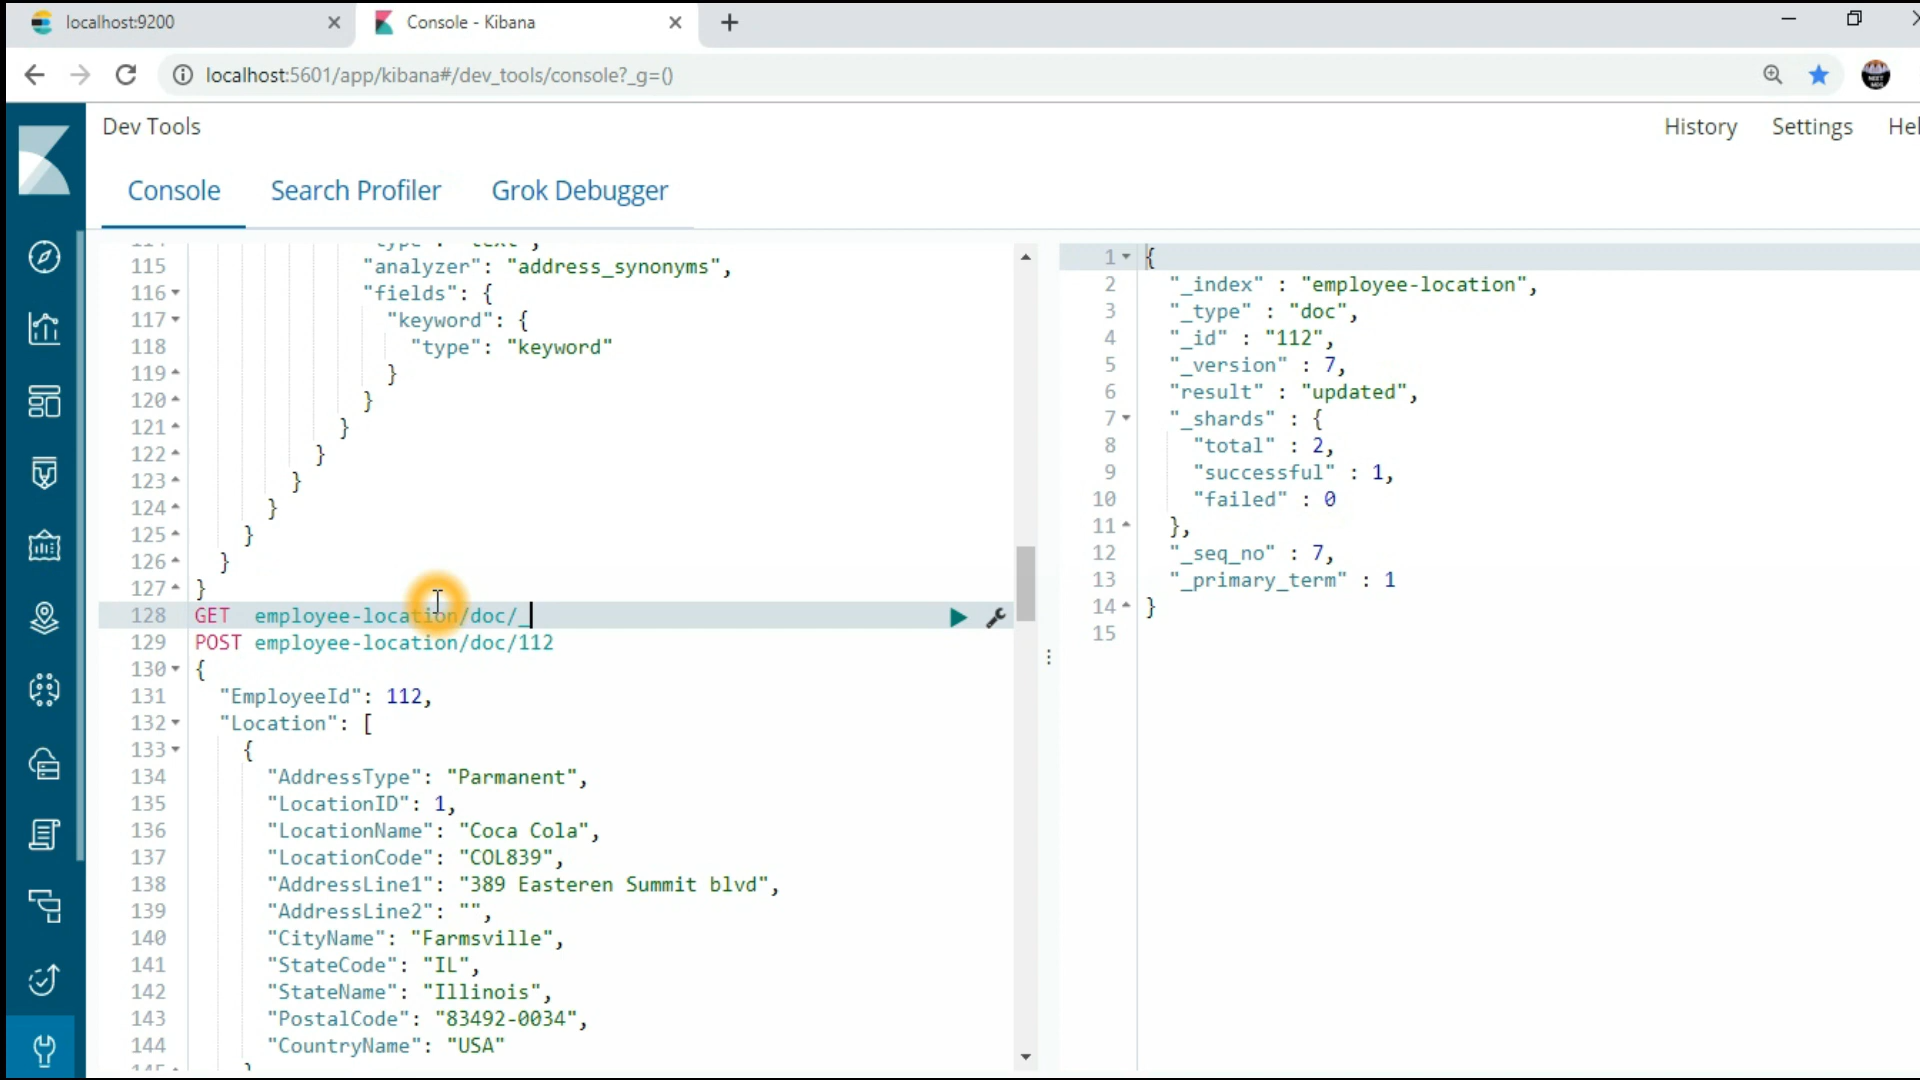 localhost:9200
Console - Kibana
localhost:5601/app/kibana#/dev_tools/console?_g=()
Dev Tools
History Settings
Console Search Profiler Grok Debugger
115 "analyzer": "address_synonyms",
116 "fields": {
117 "keyword": {
118 "type": "keyword"
119 }
120 }
121 }
122 }
123 }
124 }
125 }
126 }
127 }
128 GET employee-location/doc/_
129 POST employee-location/doc/112
130 {
131 "EmployeeId": 112,
132 "Location": [
133 {
134 "AddressType": "Parmanent",
135 "LocationID": 1,
136 "LocationName": "Coca Cola",
137 "LocationCode": "COL839",
138 "AddressLine1": "389 Easteren Summit blvd",
139 "AddressLine2": "",
140 "CityName": "Farmsville",
141 "StateCode": "IL",
142 "StateName": "Illinois",
143 "PostalCode": "83492-0034",
144 "CountryName": "USA"
1 {
2 "_index" : "employee-location",
3 "_type" : "doc",
4 "_id" : "112",
5 "_version" : 7,
6 "result" : "updated",
7 "_shards" : {
8 "total" : 2,
9 "successful" : 1,
10 "failed" : 0
11 },
12 "_seq_no" : 7,
13 "_primary_term" : 1
14 }
15